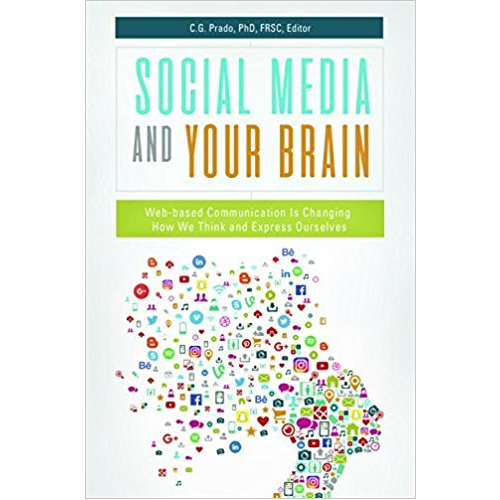 C.G. Prado, PhD, FRSC, Editor
SOCIAL MEDIA
AND YOUR BRAIN
Web-based Communication Is Changing
How We Think and Express Ourselves